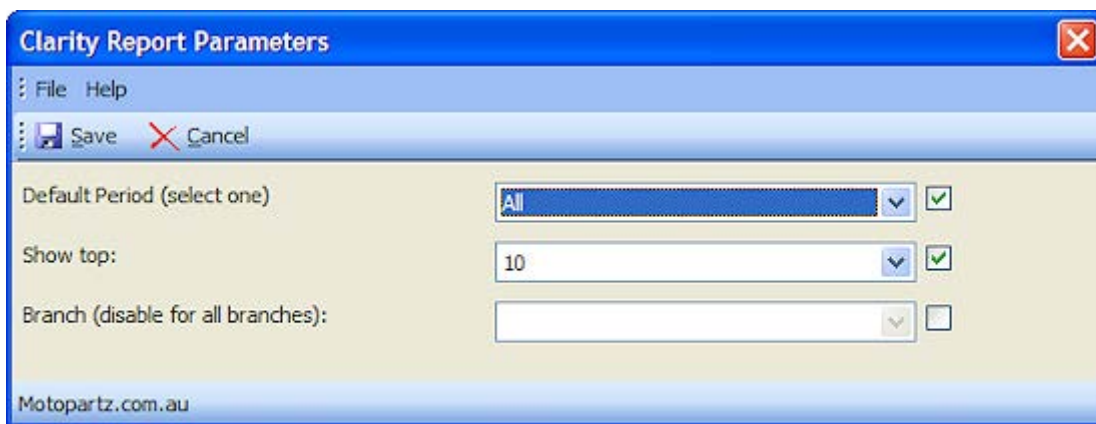 Clarity Report Parameters
File Help
Save Cancel
Default Period (select one) All
Show top: 10
Branch (disable for all branches):
Motopartz.com.au